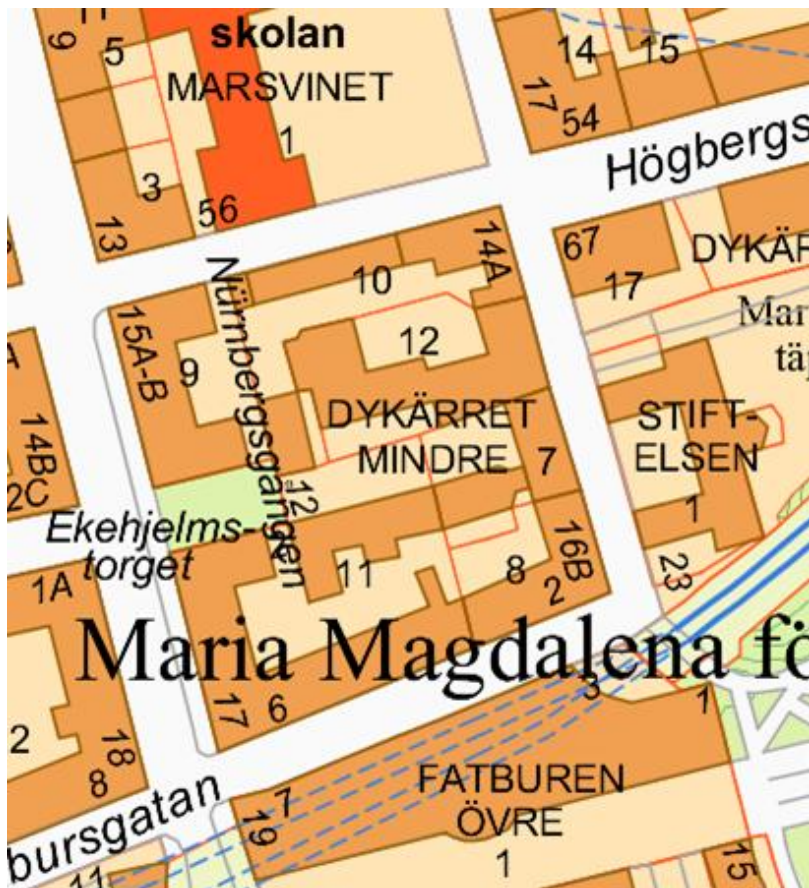 9
5
skolan
MARSVINET
1
3
56
13
14
15
17
54
Högbergs
67
17
DYKÄR
Mar
täp
14A
10
Nürnbergsgången
15A-B
9
12
DYKÄRRET
MINDRE
7
12
14B
2C
Ekehjelms-
torget
STIFT-
ELSEN
1
1A
11
8
16B
2
23
Maria Magdalena fö
17
6
3
1
2
18
8
FATBUREN
ÖVRE
7
19
bursgatan
1
11
15